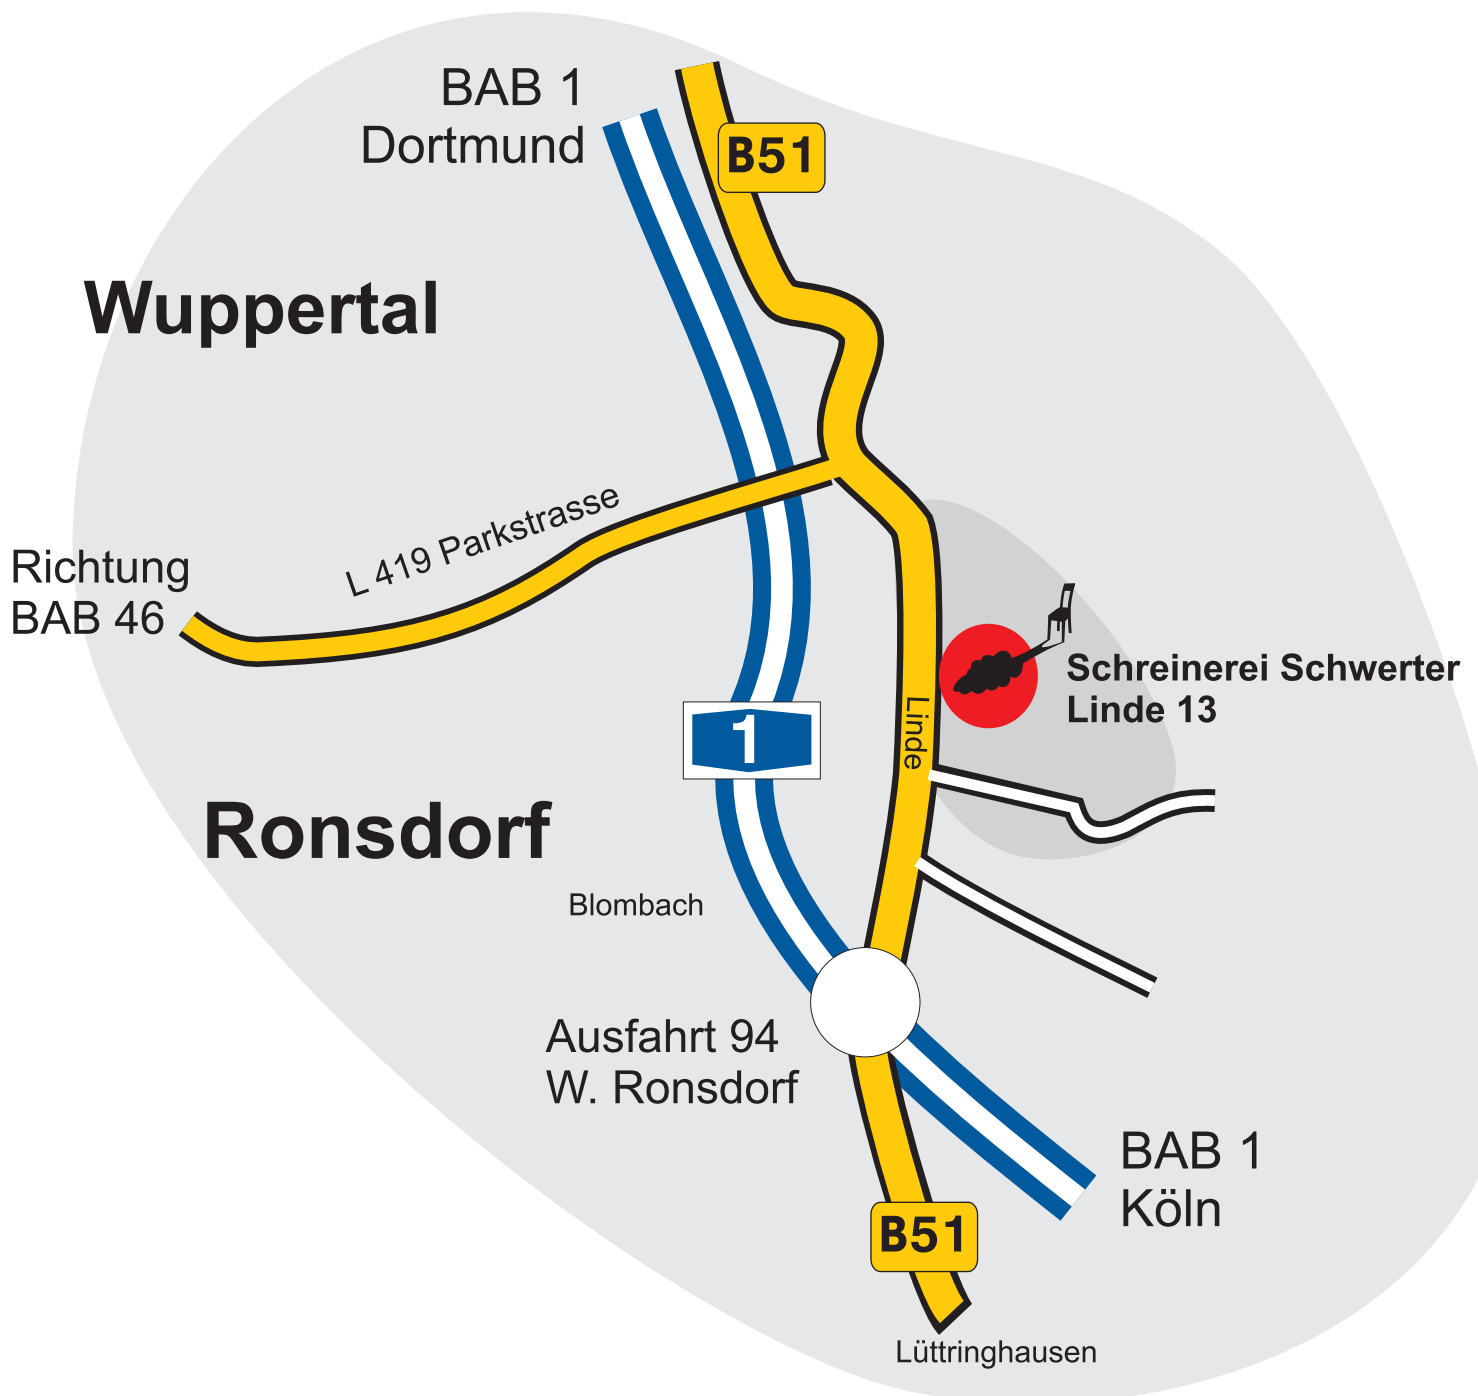 BAB 1
Dortmund
B51
Wuppertal
L 419 Parkstrasse
Richtung
BAB 46
Schreinerei Schwerter
Linde 13
Linde
1
Ronsdorf
Blombach
Ausfahrt 94
W. Ronsdorf
BAB 1
Köln
B51
Lüttringhausen